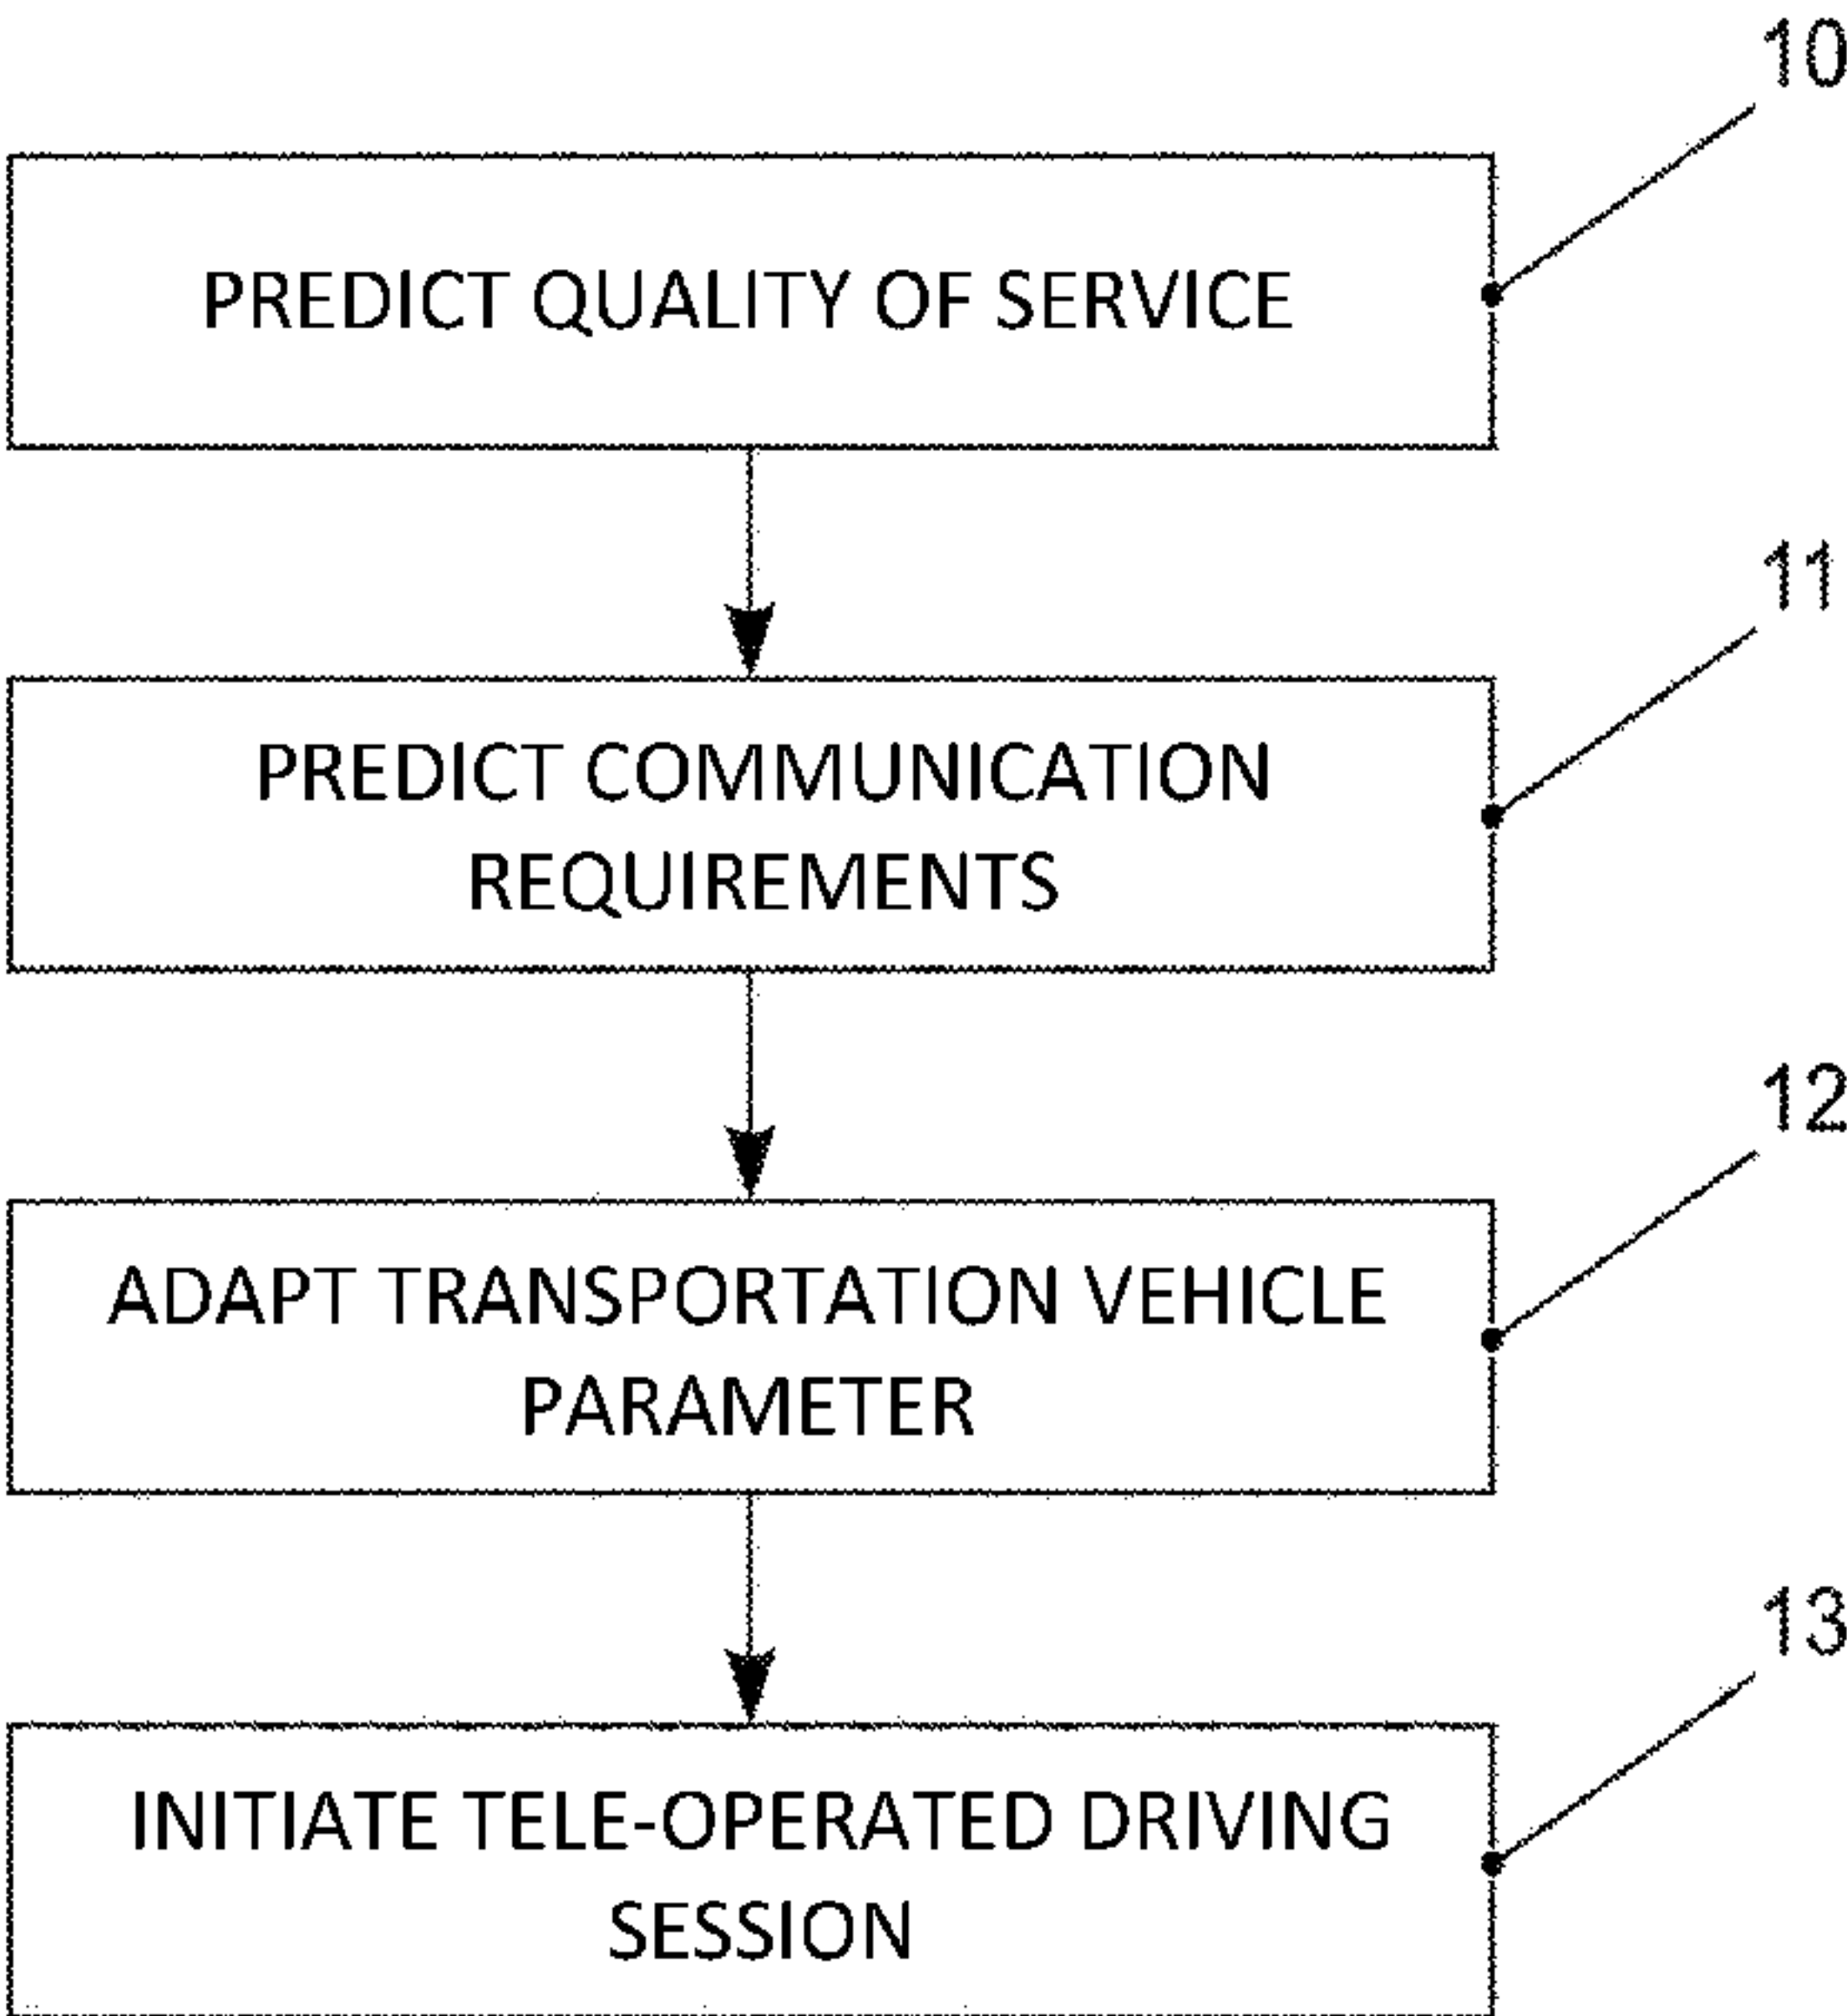 10
PREDICT QUALITY OF SERVICE
11
PREDICT COMMUNICATION
REQUIREMENTS
12
ADAPT TRANSPORTATION VEHICLE
PARAMETER
13
INITIATE TELE-OPERATED DRIVING
SESSION